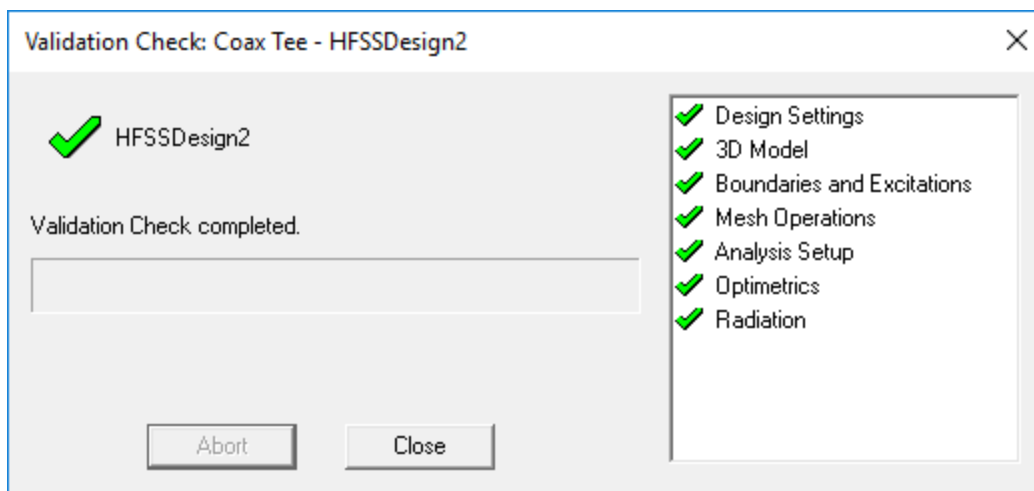 Validation Check: Coax Tee - HFSSDesign2
HFSSDesign2
Validation Check completed.
Abort
Close
Design Settings
3D Model
Boundaries and Excitations
Mesh Operations
Analysis Setup
Optimetrics
Radiation